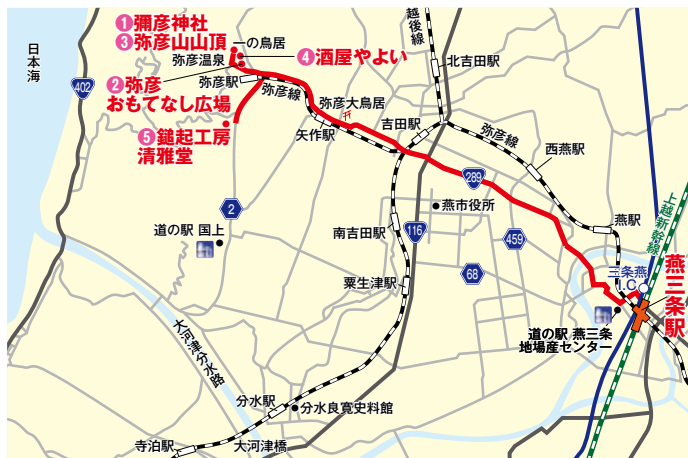 ❶彌彦神社
❸弥彦山山頂
一の鳥居
弥彦温泉
❹酒屋やよい
❷弥彦
おもてなし広場
弥彦駅
弥彦線
❺鎚起工房
清雅堂
日本海
402
越後線
北吉田駅
弥彦大鳥居
矢作駅
吉田駅
弥彦線
西燕駅
289
2
道の駅 国上
燕市役所
116
459
68
南吉田駅
粟生津駅
燕駅
上越新幹線
三条燕
I.C
燕三条駅
道の駅 燕三条
地場産センター
大河津分水路
分水駅
分水良寛史料館
寺泊駅
大河津橋